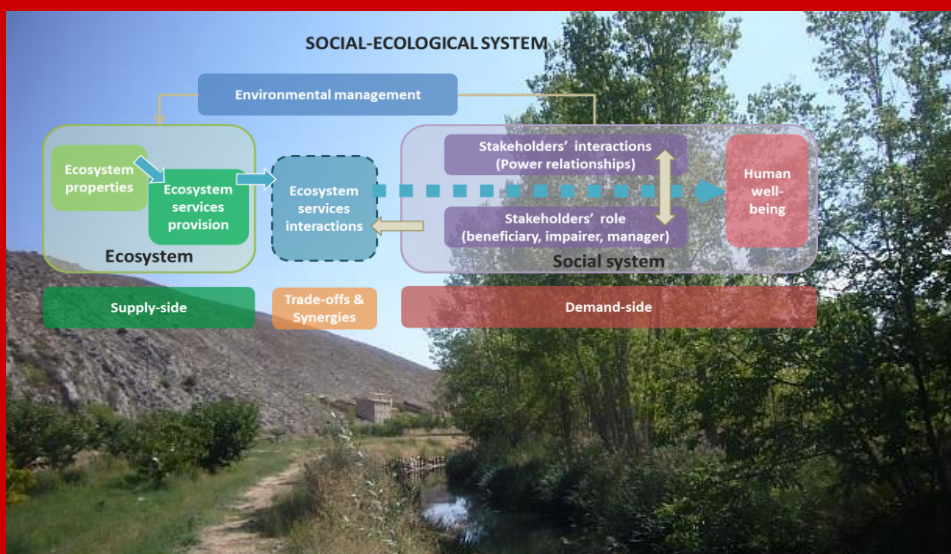 SOCIAL-ECOLOGICAL SYSTEM
Environmental management
Ecosystem
properties
Ecosystem
services
provision
Ecosystem
Ecosystem
services
interactions
Stakeholders’ interactions
(Power relationships)
Stakeholders’ role
(beneficiary, impairer, manager)
Social system
Human
well-
being
Supply-side
Trade-offs &
Synergies
Demand-side